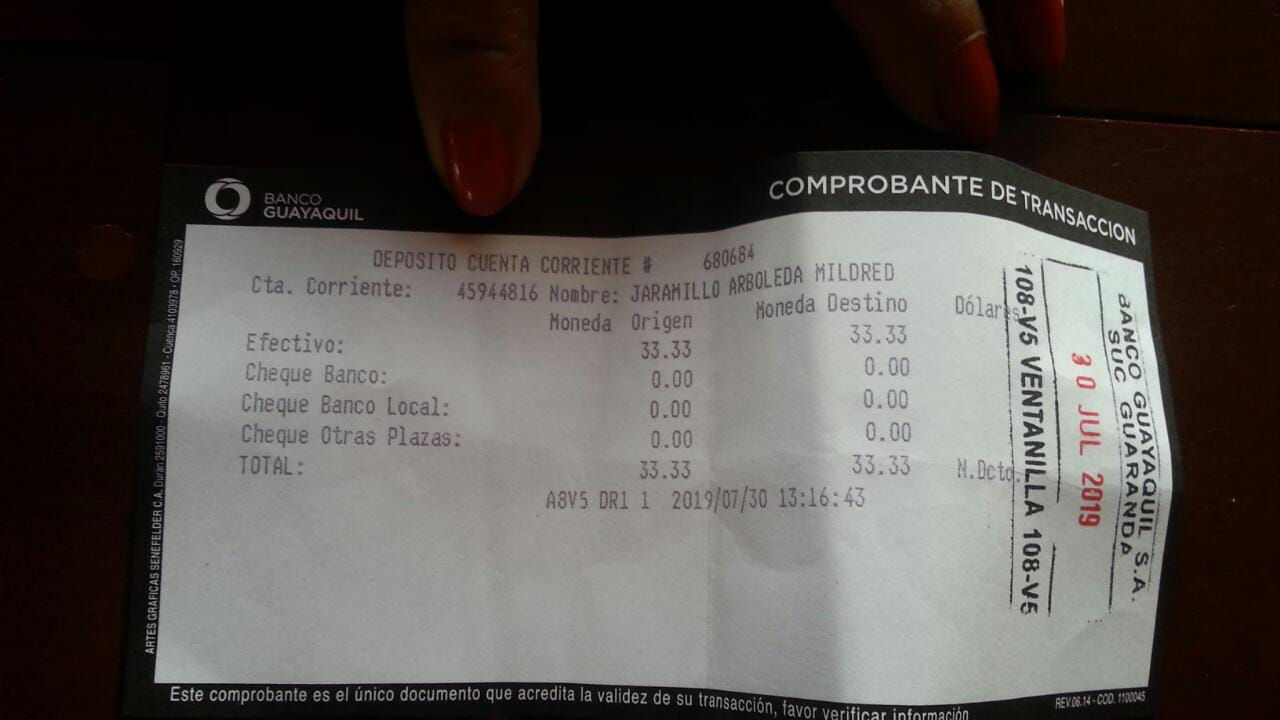 BANCO
GUAYAQUIL
COMPROBANTE DE TRANSACCION
DEPOSITO CUENTA CORRIENTE # 680684
Cta. Corriente: 45944816 Nombre: JARAMILLO ARBOLEDA MILDRED
Moneda Origen Moneda Destino Dólares
Efectivo: 33.33 33.33
Cheque Banco: 0.00 0.00
Cheque Banco Local: 0.00 0.00
Cheque Otras Plazas: 0.00 0.00
TOTAL: 33.33 33.33 N.Dcto.
A8V5 DR1 1 2019/07/30 13:16:43
108-V5 VENTANILLA 108-V5
30 JUL 2019
BANCO GUAYAQUIL S.A.
SUC GUARANDA
ARTES GRAFICAS SENEFELDER C.A. Durán 2591000 - Quito 2478961 - Cuenca 4103978 - OP. 160929
Este comprobante es el único documento que acredita la validez de su transacción, favor verificar información
REV.06.14 - COD. 1100045